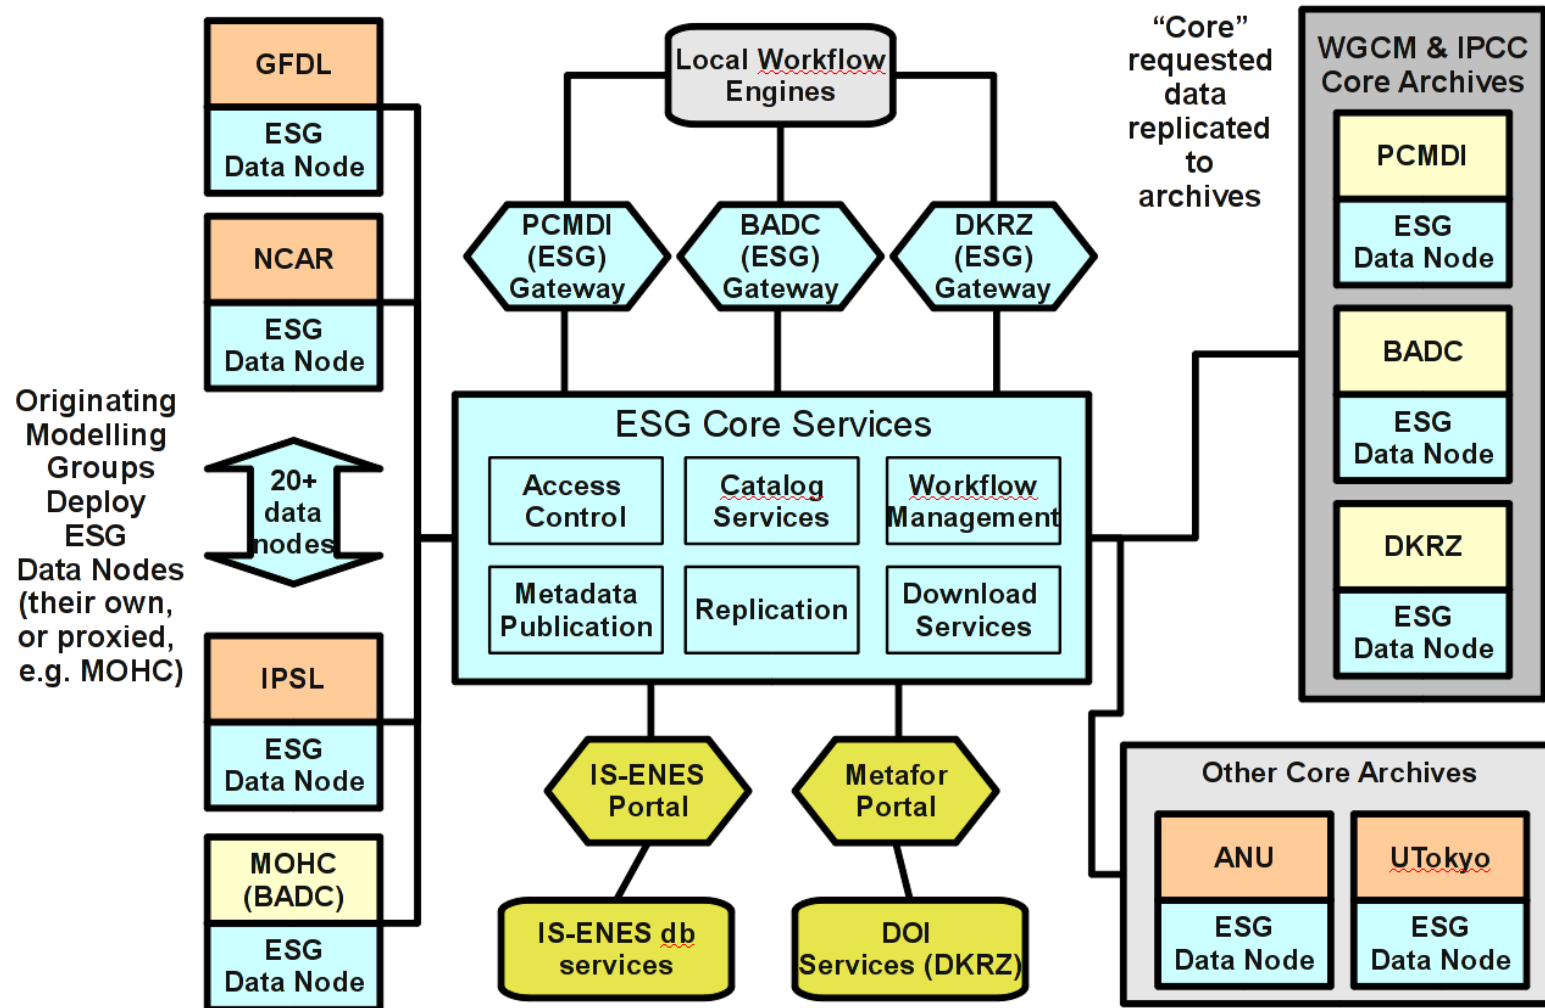 GFDL
ESG
Data Node
NCAR
ESG
Data Node
Originating
Modelling
Groups
Deploy
ESG
Data Nodes
(their own,
or proxied,
e.g. MOHC)
20+
data
nodes
IPSL
ESG
Data Node
MOHC
(BADC)
ESG
Data Node
Local Workflow
Engines
PCMDI
(ESG)
Gateway
BADC
(ESG)
Gateway
DKRZ
(ESG)
Gateway
ESG Core Services
Access
Control
Catalog
Services
Workflow
Management
Metadata
Publication
Replication
Download
Services
IS-ENES
Portal
Metafor
Portal
IS-ENES db
services
DOI
Services (DKRZ)
“Core”
requested
data
replicated
to
archives
WGCM & IPCC
Core Archives
PCMDI
ESG
Data Node
BADC
ESG
Data Node
DKRZ
ESG
Data Node
Other Core Archives
ANU
ESG
Data Node
UTokyo
ESG
Data Node